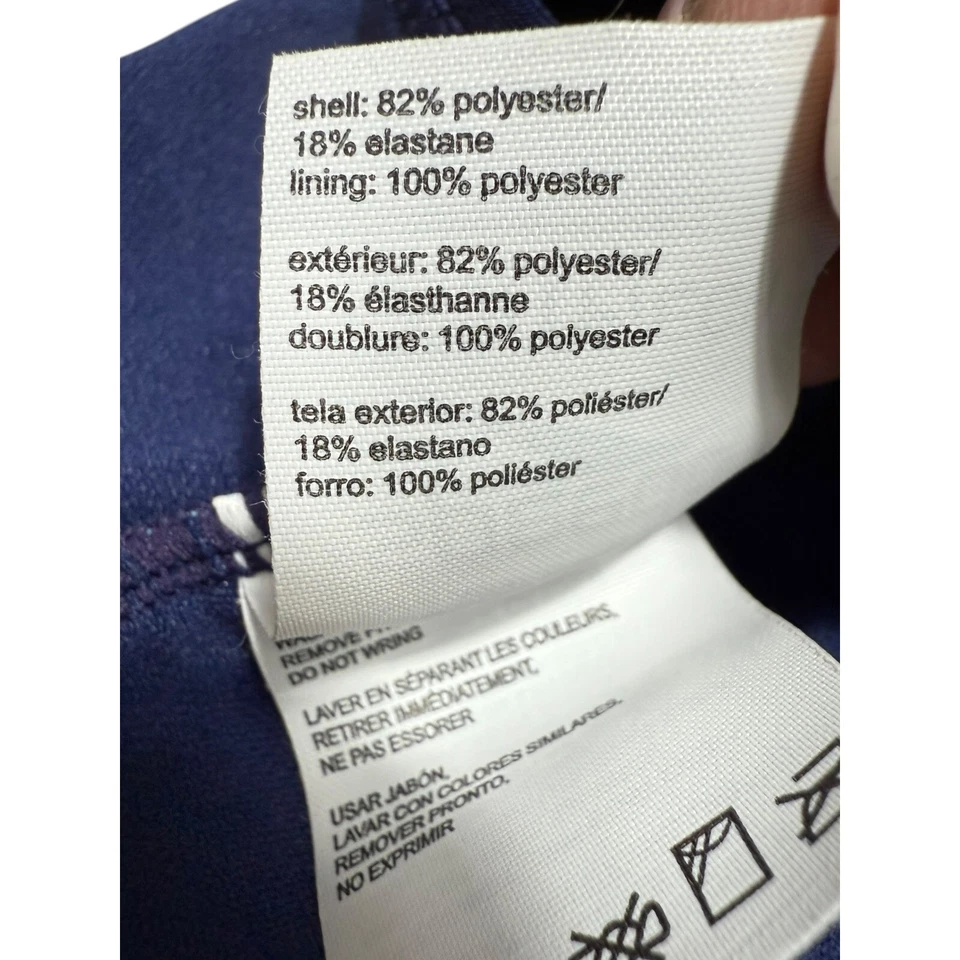 shell: 82% polyester/
18% elastane
lining: 100% polyester
extérieur: 82% polyester/
18% élasthanne
doublure: 100% polyester
tela exterior: 82% poliéster/
18% elastano
forro: 100% poliéster
REMOVE
DO NOT WRING
LAVER EN SÉPARANT LES COULEURS,
RETIRER IMMÉDIATEMENT,
NE PAS ESSORER
USAR JABÓN,
LAVAR CON COLORES SIMILARES.
REMOVER PRONTO.
NO EXPRIMIR